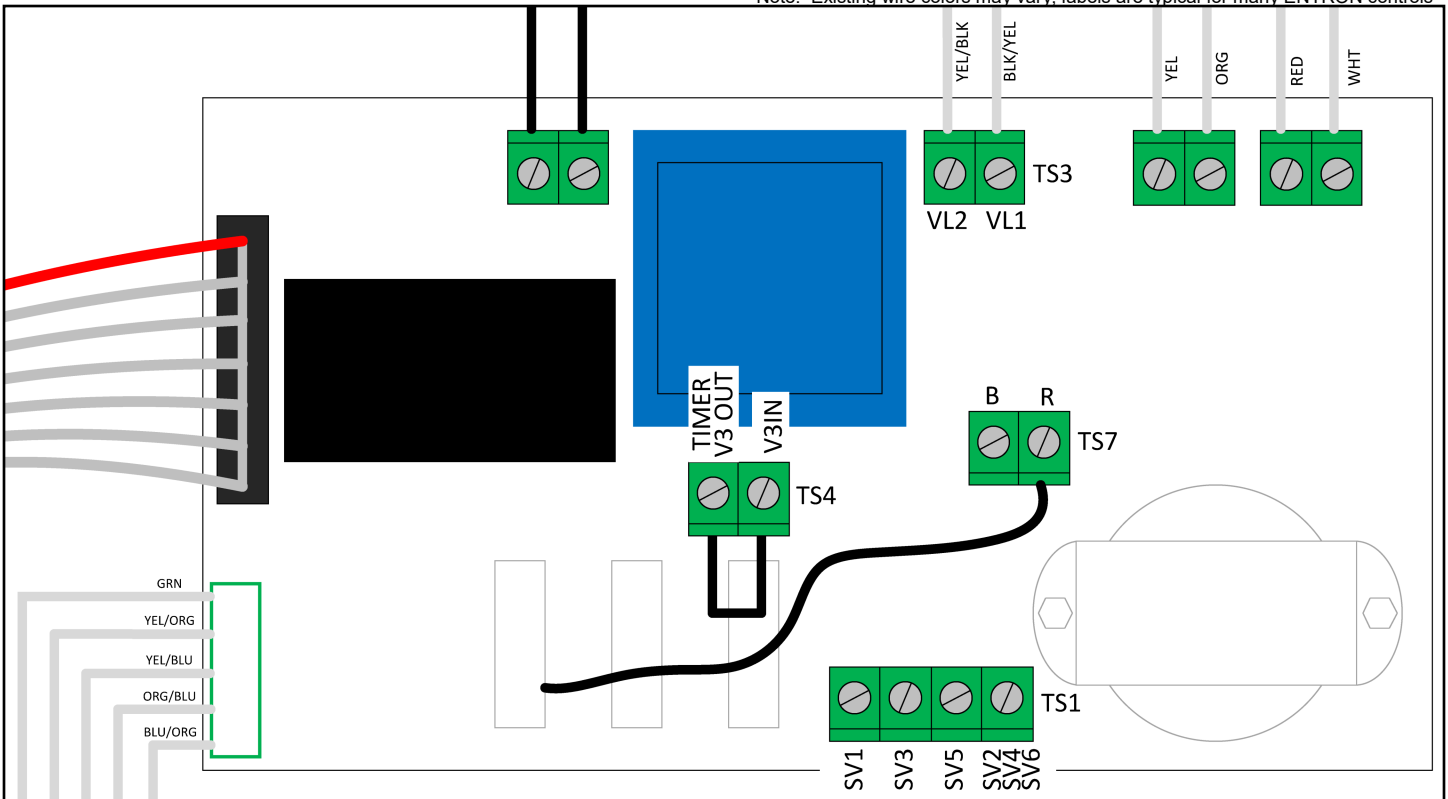 Note: Existing wire colors may vary, labels are typical for many ENTRON controls
YEL/BLK
BLK/YEL
YEL
ORG
RED
WHT
TS3
VL2 VL1
TIMER
V3 OUT
V3IN
B R
TS7
TS4
GRN
YEL/ORG
YEL/BLU
ORG/BLU
BLU/ORG
TS1
SV1
SV3
SV5
SV2
SV4
SV6